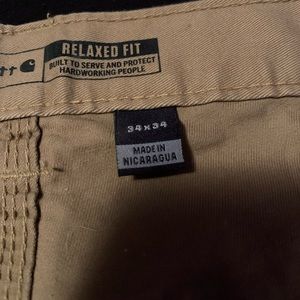 RELAXED FIT
BUILT TO SERVE AND PROTECT
HARDWORKING PEOPLE
34x34
MADE IN
NICARAGUA